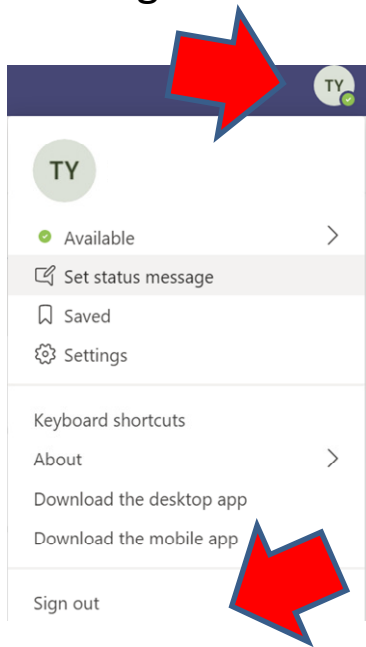 TY
TY
Available
Set status message
Saved
Settings
Keyboard shortcuts
About
Download the desktop app
Download the mobile app
Sign out